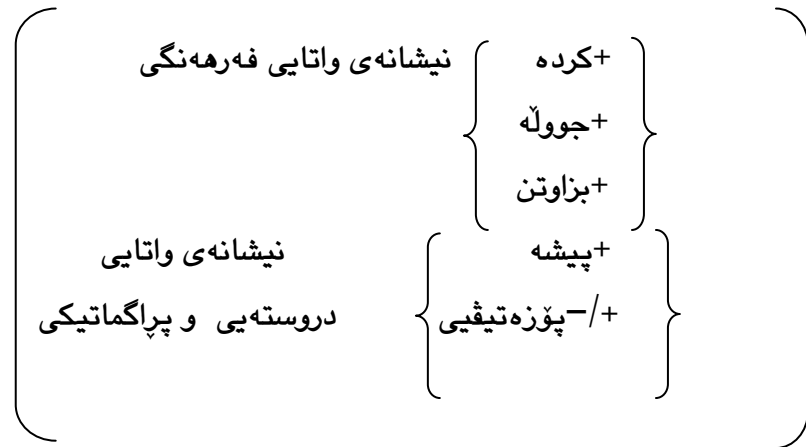 +کردە نیشانەی واتایی فەرهەنگی
+جووڵە
+بزاوتن
+پیشە نیشانەی واتایی
+/−پۆزەتیڤیی دروستەیی و پڕاگماتیکی